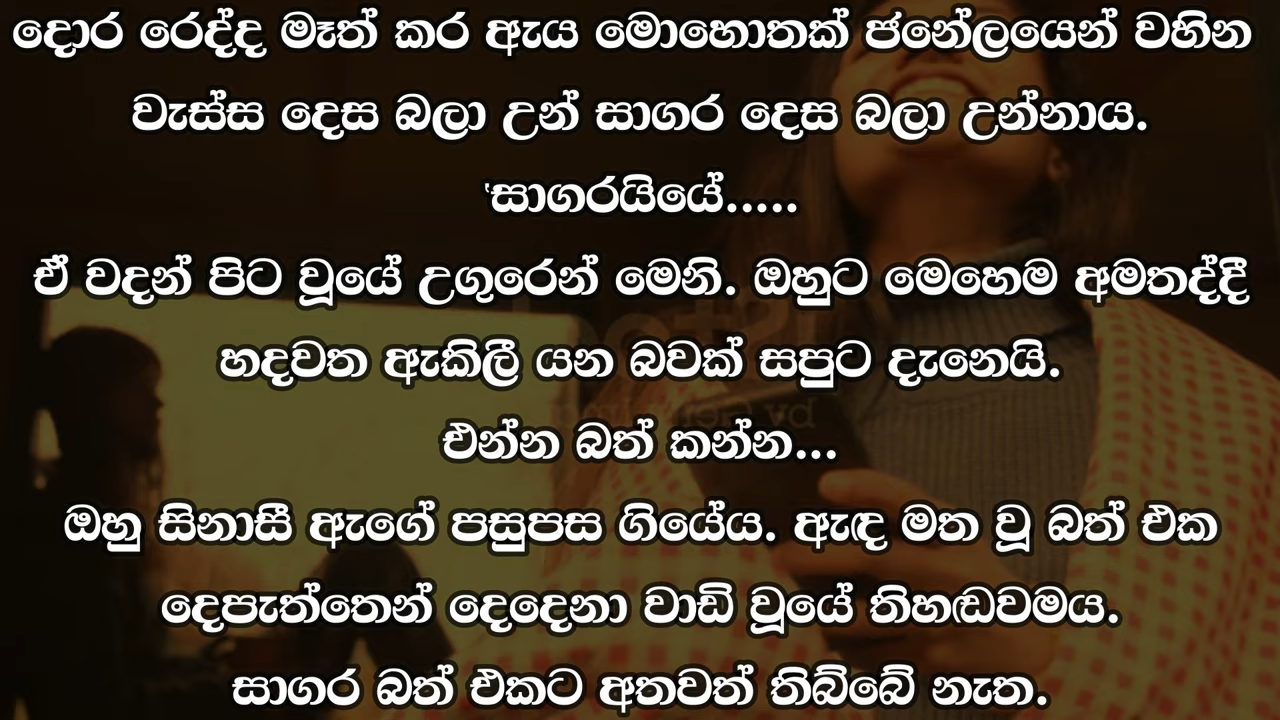 දොර රෙද්ද මෑත් කර ඇය මොහොතක් ජනේලයෙන් වහින
වැස්ස දෙස බලා උන් සාගර දෙස බලා උන්නාය.
‛සාගරයියේ.....
ඒ වදන් පිට වූයේ උගුරෙන් මෙනි. ඔහුට මෙහෙම අමතද්දී
හදවත ඇකිලී යන බවක් සපුට දැනෙයි.
එන්න බත් කන්න...
ඔහු සිනාසී ඇගේ පසුපස ගියේය. ඇඳ මත වූ බත් එක
දෙපැත්තෙන් දෙදෙනා වාඩි වූයේ තිහඬවමය.
සාගර බත් එකට අතවත් තිබ්බේ නැත.